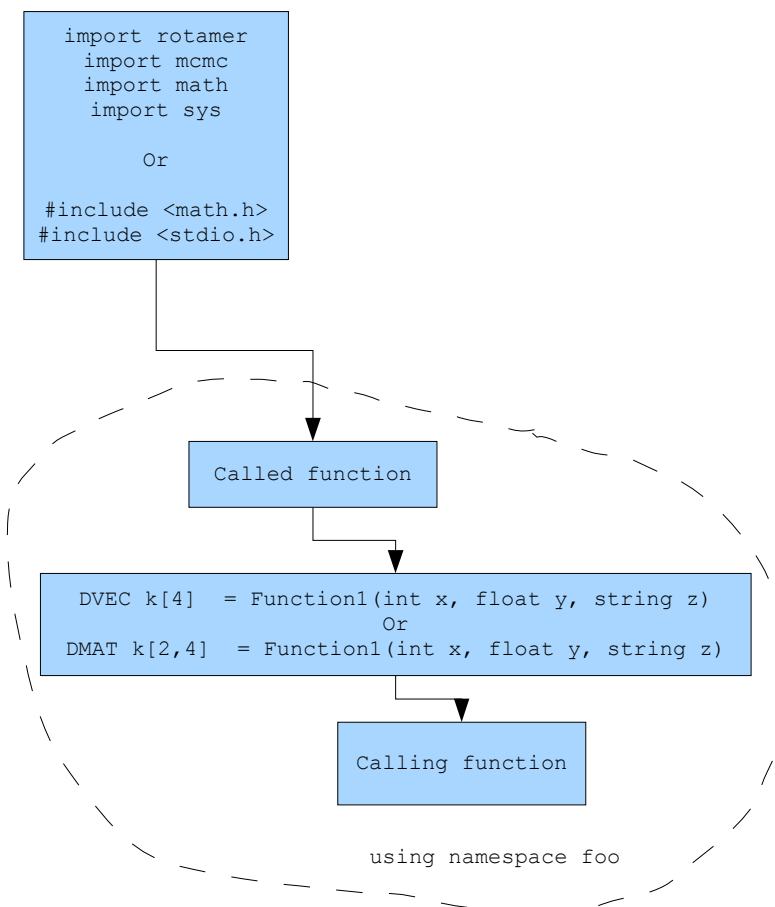 import rotamer
import mcmc
import math
import sys
Or
#include <math.h>
#include <stdio.h>
Called function
DVEC k[4]  = Function1(int x, float y, string z)
Or
DMAT k[2,4]  = Function1(int x, float y, string z)
Calling function
using namespace foo